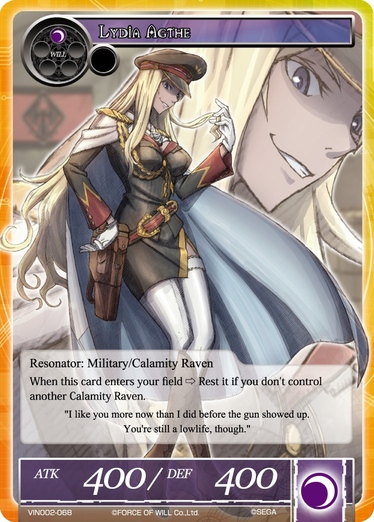 Lydia Agthe
WILL
Resonator: Military/Calamity Raven
When this card enters your field ⇨ Rest it if you don't control
another Calamity Raven.
"I like you more now than I did before the gun showed up.
You're still a lowlife, though."
ATK 400 / DEF 400
VIN002-068 ©FORCE OF WILL Co.,Ltd. ©SEGA